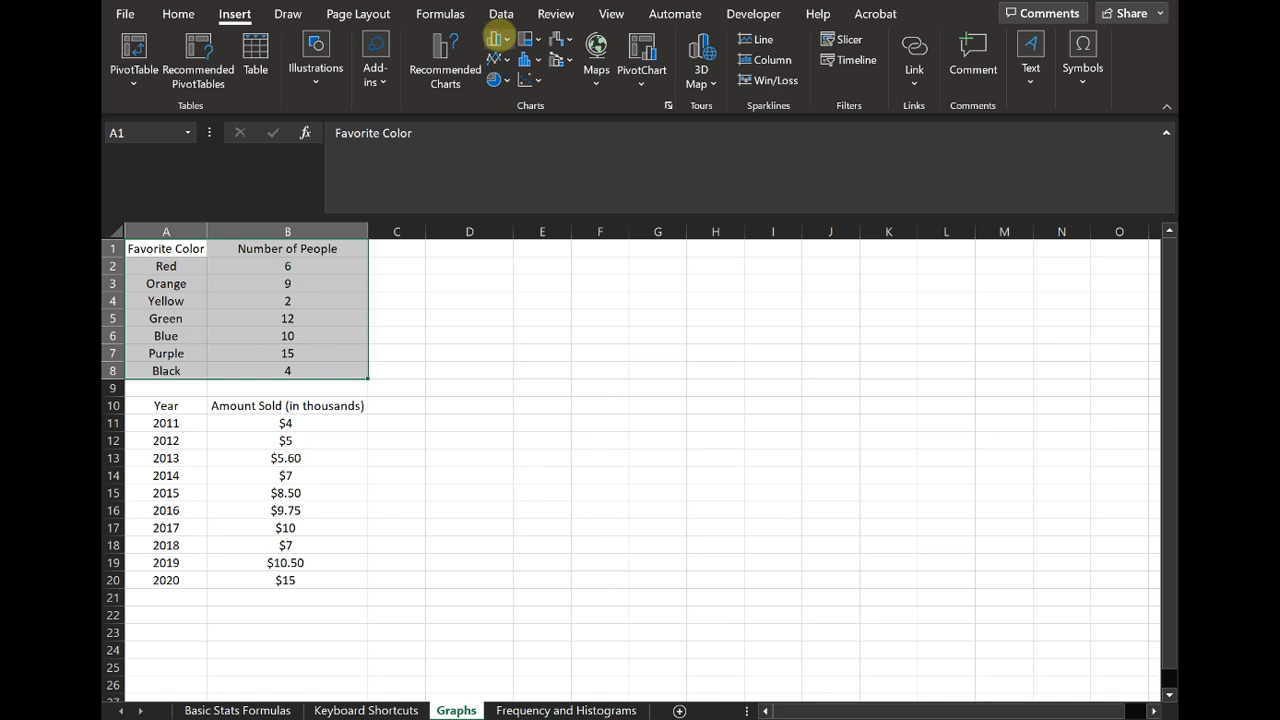 File Home Insert Draw Page Layout Formulas Data Review View Automate Developer Help Acrobat Comments Share
PivotTable Recommended PivotTables Table Illustrations Add-ins Recommended Charts Maps PivotChart 3D Map Line Column Win/Loss Slicer Timeline Link Comment Text Symbols
Tables Charts Tours Sparklines Filters Links Comments
A1 fx Favorite Color
A B C D E F G H I J K L M N O
1 Favorite Color Number of People
2 Red 6
3 Orange 9
4 Yellow 2
5 Green 12
6 Blue 10
7 Purple 15
8 Black 4
9
10 Year Amount Sold (in thousands)
11 2011 $4
12 2012 $5
13 2013 $5.60
14 2014 $7
15 2015 $8.50
16 2016 $9.75
17 2017 $10
18 2018 $7
19 2019 $10.50
20 2020 $15
21
22
23
24
25
26
27
Basic Stats Formulas Keyboard Shortcuts Graphs Frequency and Histograms